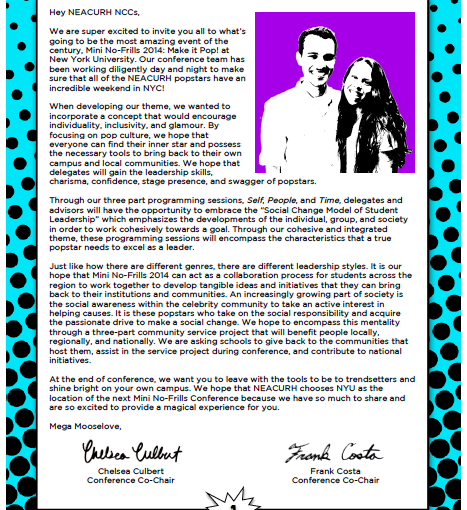 Hey NEACURH NCCs,
We are super excited to invite you all to what's
going to be the most amazing event of the
century, Mini No-Frills 2014: Make it Pop! at
New York University. Our conference team has
been working diligently day and night to make
sure that all of the NEACURH popstars have an
incredible weekend in NYC!
When developing our theme, we wanted to
incorporate a concept that would encourage
individuality, inclusivity, and glamour. By
focusing on pop culture, we hope that
everyone can find their inner star and possess
the necessary tools to bring back to their own
campus and local communities. We hope that
delegates will gain the leadership skills,
charisma, confidence, stage presence, and swagger of popstars.
Through our three part programming sessions, Self, People, and Time, delegates and
advisors will have the opportunity to embrace the "Social Change Model of Student
Leadership" which emphasizes the developments of the individual, group, and society
in order to work cohesively towards a goal. Through our cohesive and integrated
theme, these programming sessions will encompass the characteristics that a true
popstar needs to excel as a leader.
Just like how there are different genres, there are different leadership styles. It is our
hope that Mini No-Frills 2014 can act as a collaboration process for students across the
region to work together to develop tangible ideas and initiatives that they can bring
back to their institutions and communities. An increasingly growing part of society is
the social awareness within the celebrity community to take an active interest in
helping causes. It is these popstars who take on the social responsibility and acquire
the passionate drive to make a social change. We hope to encompass this mentality
through a three-part community service project that will benefit people locally,
regionally, and nationally. We are asking schools to give back to the communities that
host them, assist in the service project during conference, and contribute to national
initiatives.
At the end of conference, we want you to leave with the tools to be to trendsetters and
shine bright on your own campus. We hope that NEACURH chooses NYU as the
location of the next Mini No-Frills Conference because we have so much to share and
are so excited to provide a magical experience for you.
Mega Mooselove,
Chelsea Culbert Frank Costa
Chelsea Culbert Frank Costa
Conference Co-Chair Conference Co-Chair